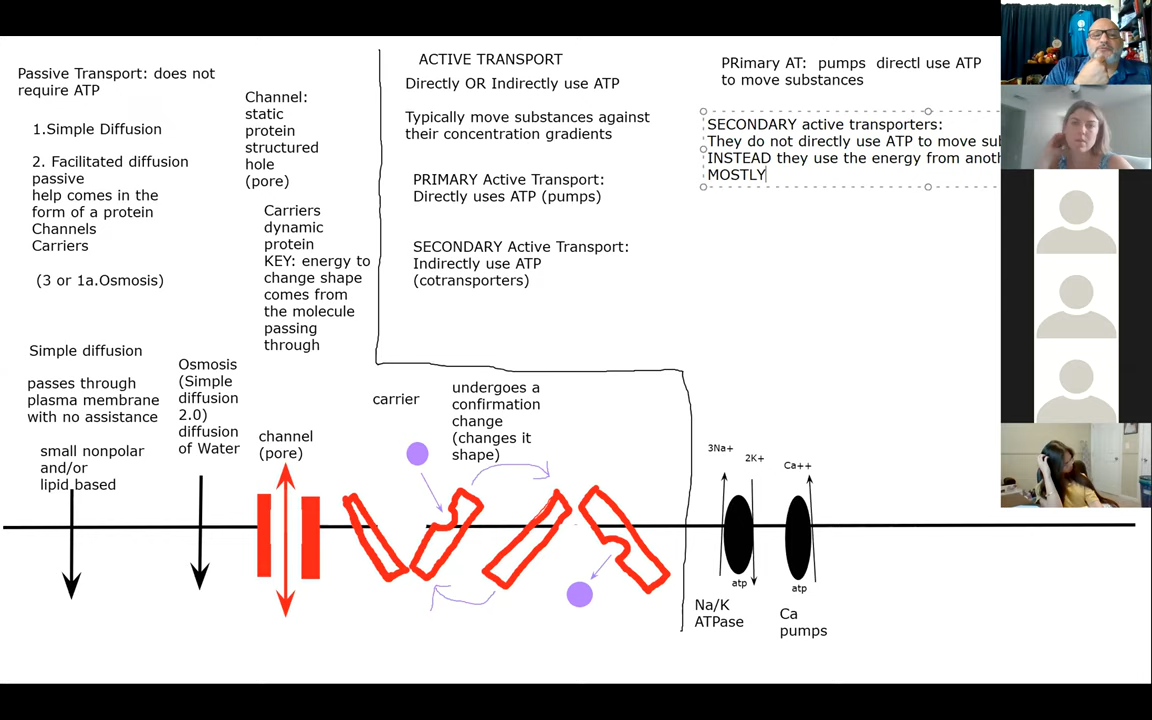 Passive Transport: does not
require ATP
1.Simple Diffusion
2. Facilitated diffusion
passive
help comes in the
form of a protein
Channels
Carriers
(3 or 1a.Osmosis)
Channel:
static
protein
structured
hole
(pore)
Carriers
dynamic
protein
KEY: energy to
change shape
comes from
the molecule
passing
through
ACTIVE TRANSPORT
Directly OR Indirectly use ATP
Typically move substances against
their concentration gradients
PRIMARY Active Transport:
Directly uses ATP (pumps)
SECONDARY Active Transport:
Indirectly use ATP
(cotransporters)
PRimary AT: pumps directl use ATP
to move substances
SECONDARY active transporters:
They do not directly use ATP to move
INSTEAD they use the energy from
MOSTLY
Simple diffusion
passes through
plasma membrane
with no assistance
small nonpolar
and/or
lipid based
Osmosis
(Simple
diffusion
2.0)
diffusion
of Water
channel
(pore)
carrier
undergoes a
confirmation
change
(changes it
shape)
3Na+
2K+
Ca++
atp
atp
Na/K
ATPase
Ca
pumps